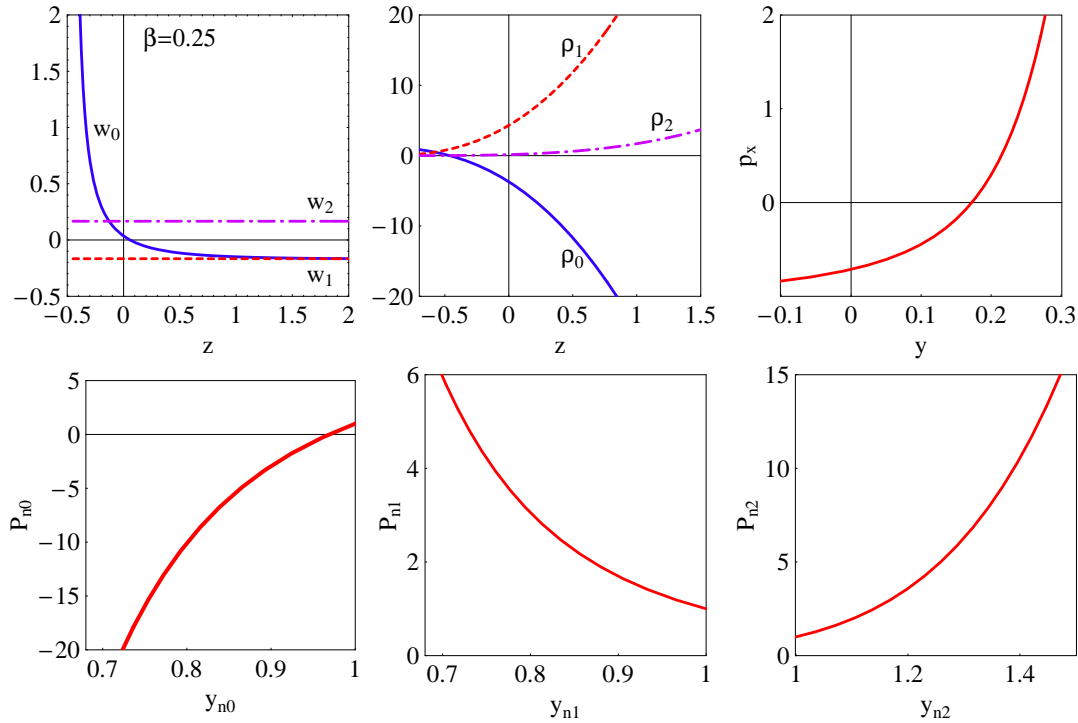 β=0.25
w0
w2
w1
2
1.5
1
0.5
0
−0.5
−0.5 0 0.5 1 1.5 2
z
ρ1
ρ2
ρ0
20
10
0
−10
−20
−0.5 0 0.5 1 1.5
z
px
2
1
0
−0.1 0 0.1 0.2 0.3
y
Pn0
5
0
−5
−10
−15
−20
0.7 0.8 0.9 1
yn0
Pn1
6
4
2
0
0.7 0.8 0.9 1
yn1
Pn2
15
10
5
0
1 1.2 1.4
yn2